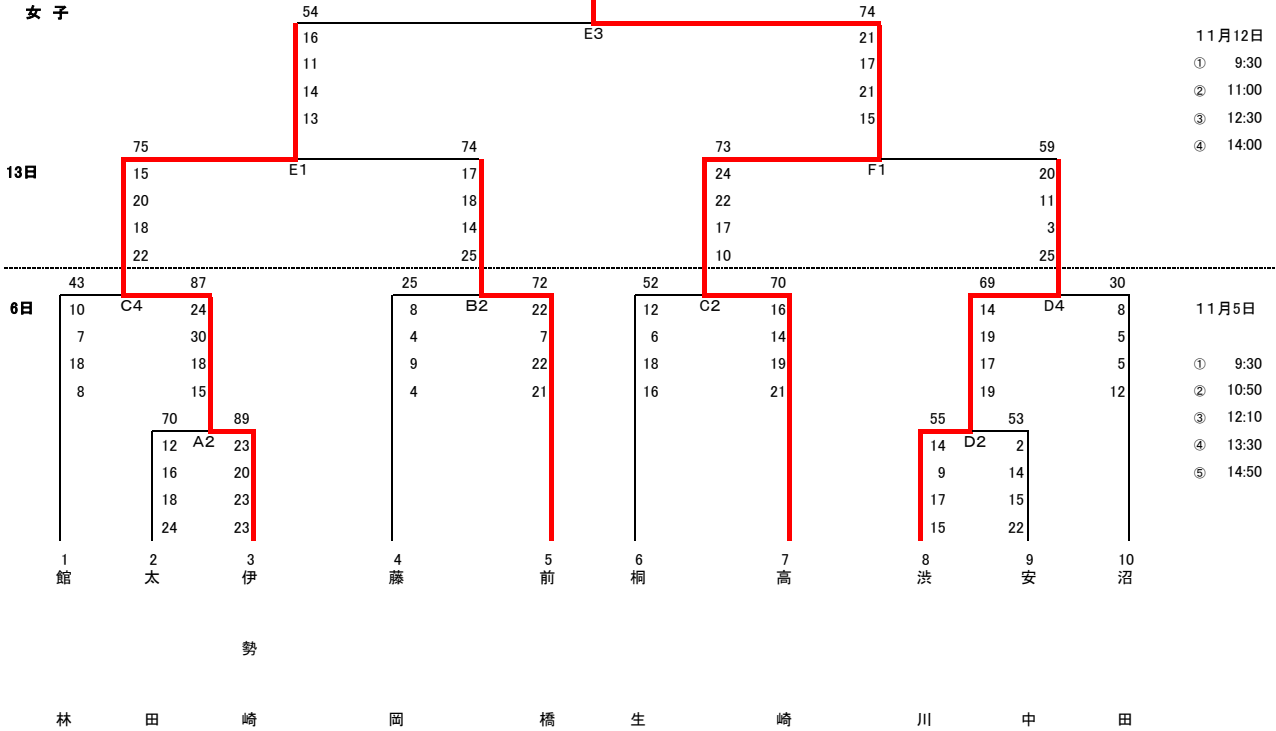 女 子
54 74
E3
16 21 11月12日
11 17 ① 9:30
14 21 ② 11:00
13 15 ③ 12:30
75 74 73 59 ④ 14:00
13日 15 E1 17 24 F1 20
20 18 22 11
18 14 17 3
22 25 10 25
43 87 25 72 52 70 69 30
6日 10 C4 24 8 B2 22 12 C2 16 14 D4 8 11月5日
7 30 4 7 6 14 19 5
18 18 9 22 18 19 17 5 ① 9:30
8 15 4 21 16 21 19 12 ② 10:50
70 89 55 53 ③ 12:10
12 A2 23 14 D2 2 ④ 13:30
16 20 9 14 ⑤ 14:50
18 23 17 15
24 23 15 22
1 2 3 4 5 6 7 8 9 10
館林
太田
伊勢崎
藤岡
前橋
桐生
高崎
渋川
安中
沼田